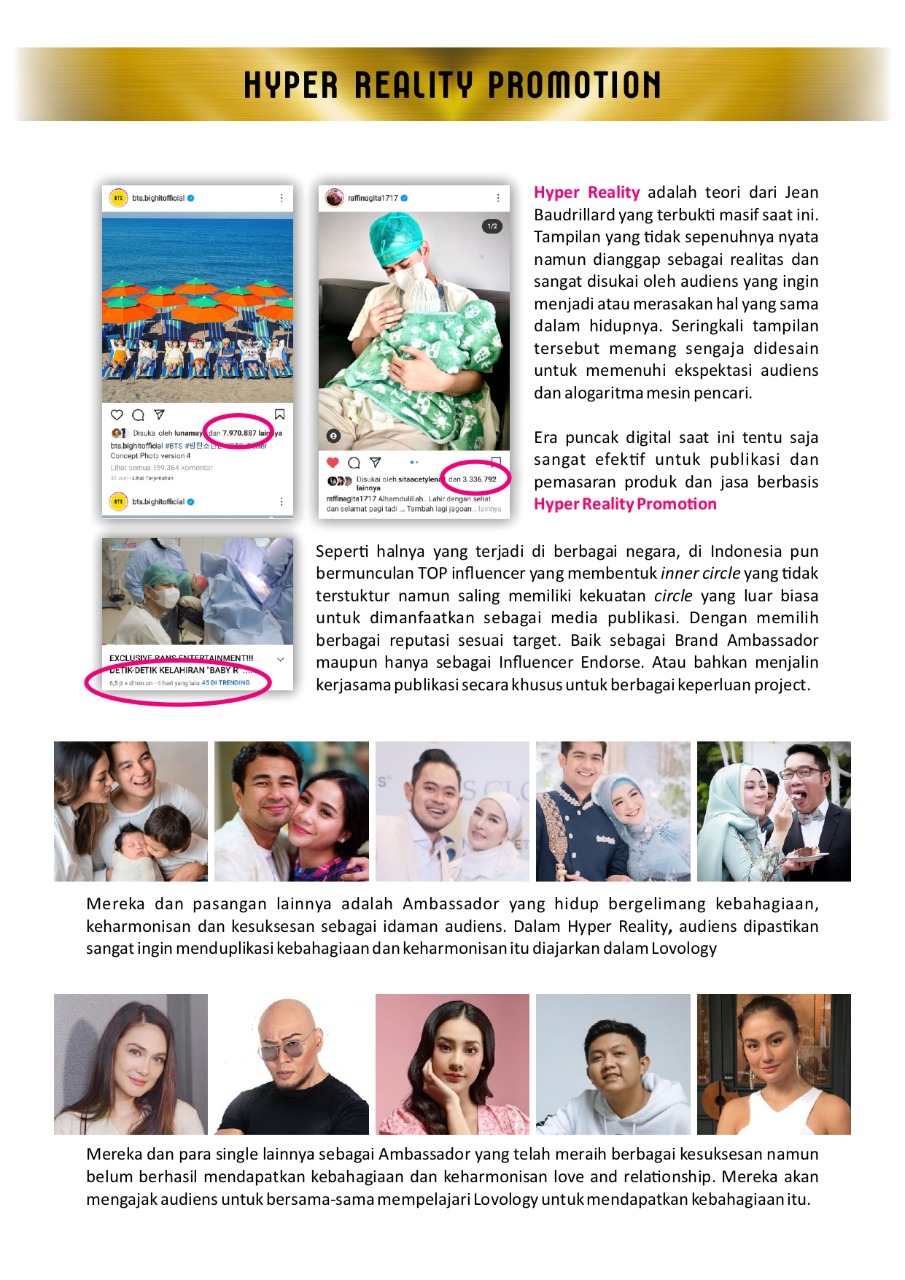 HYPER REALITY PROMOTION
bts.bighitofficial
Disukai oleh lunamaya dan 7.970.887 lainnya
bts.bighitofficial #BTS #방탄소년단 #BTS_Butter
Concept Photo version 4
Lihat semua 159.364 komentar
Lihat Terjemahan
bts.bighitofficial
raffinagita1717
1/2
Disukai oleh sitaacetylena dan 3.336.792
lainnya
raffinagita1717 Alhamdulillah.. Lahir dengan sehat
dan selamat pagi tadi ... Tambah lagi jagoan... lainnya
Hyper Reality adalah teori dari Jean
Baudrillard yang terbukti masif saat ini.
Tampilan yang tidak sepenuhnya nyata
namun dianggap sebagai realitas dan
sangat disukai oleh audiens yang ingin
menjadi atau merasakan hal yang sama
dalam hidupnya. Seringkali tampilan
tersebut memang sengaja didesain
untuk memenuhi ekspektasi audiens
dan alogaritma mesin pencari.
Era puncak digital saat ini tentu saja
sangat efektif untuk publikasi dan
pemasaran produk dan jasa berbasis
Hyper Reality Promotion
EXCLUSIVE RANS ENTERTAINMENT!!!
DETIK-DETIK KELAHIRAN "BABY R
6,5 jt x ditonton · 4 hari yang lalu #5 DI TRENDING
Seperti halnya yang terjadi di berbagai negara, di Indonesia pun
bermunculan TOP influencer yang membentuk inner circle yang tidak
terstuktur namun saling memiliki kekuatan circle yang luar biasa
untuk dimanfaatkan sebagai media publikasi. Dengan memilih
berbagai reputasi sesuai target. Baik sebagai Brand Ambassador
maupun hanya sebagai Influencer Endorse. Atau bahkan menjalin
kerjasama publikasi secara khusus untuk berbagai keperluan project.
Mereka dan pasangan lainnya adalah Ambassador yang hidup bergelimang kebahagiaan,
keharmonisan dan kesuksesan sebagai idaman audiens. Dalam Hyper Reality, audiens dipastikan
sangat ingin menduplikasi kebahagiaan dan keharmonisan itu diajarkan dalam Lovology
Mereka dan para single lainnya sebagai Ambassador yang telah meraih berbagai kesuksesan namun
belum berhasil mendapatkan kebahagiaan dan keharmonisan love and relationship. Mereka akan
mengajak audiens untuk bersama-sama mempelajari Lovology untuk mendapatkan kebahagiaan itu.